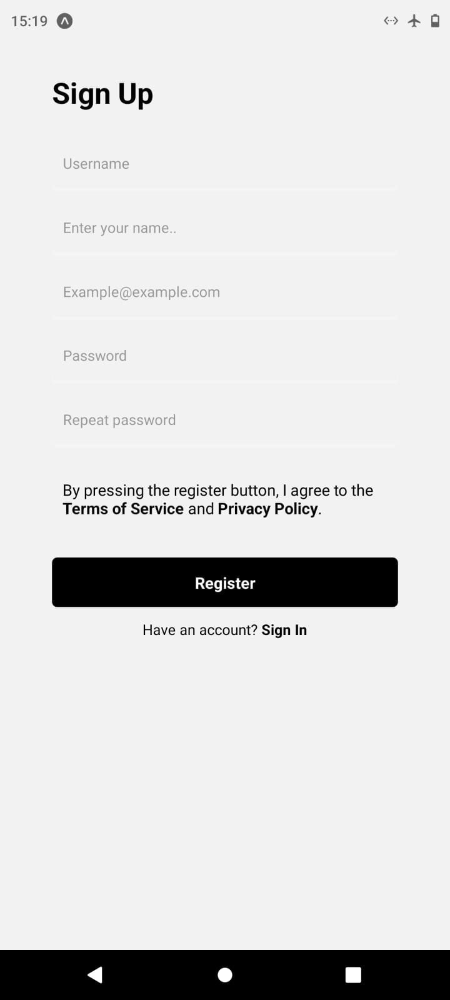 15:19
Sign Up
Username
Enter your name..
Example@example.com
Password
Repeat password
By pressing the register button, I agree to the
Terms of Service and Privacy Policy.
Register
Have an account? Sign In